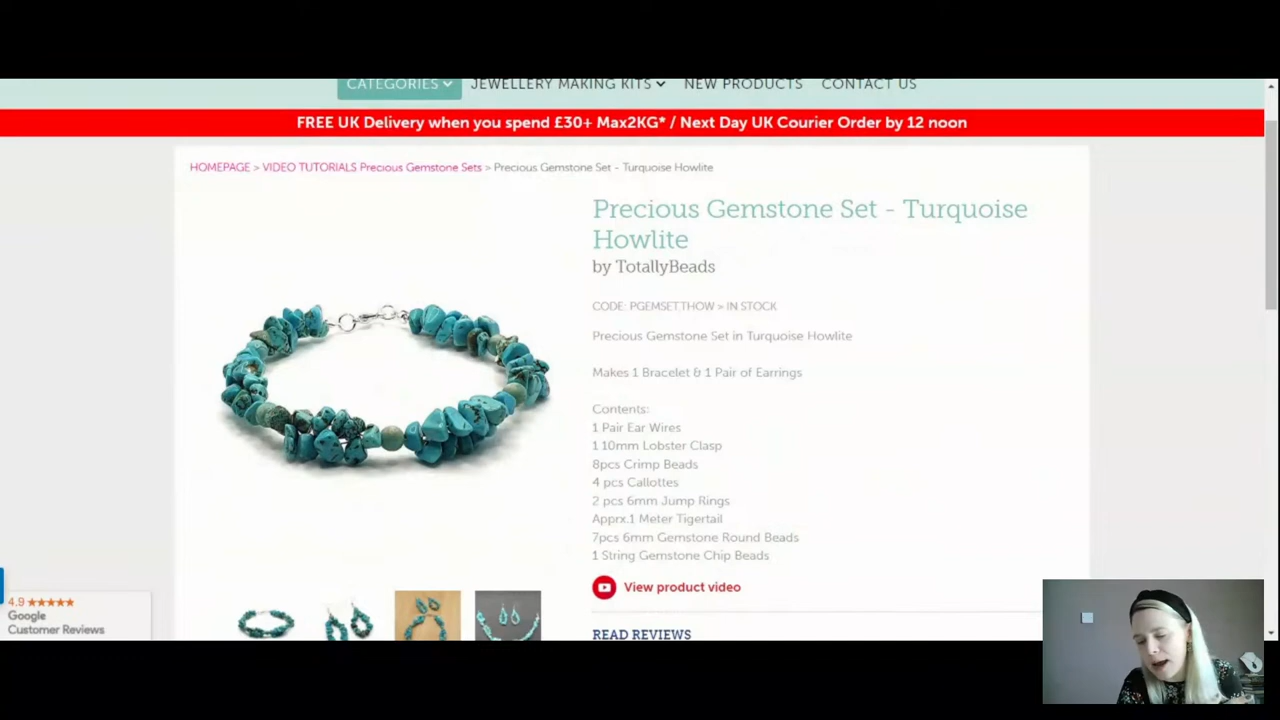 CATEGORIES JEWELLERY MAKING KITS NEW PRODUCTS CONTACT US
FREE UK Delivery when you spend £30+ Max2KG* / Next Day UK Courier Order by 12 noon
HOMEPAGE > VIDEO TUTORIALS Precious Gemstone Sets > Precious Gemstone Set - Turquoise Howlite
Precious Gemstone Set - Turquoise
Howlite
by TotallyBeads
CODE: PGEMSETTHOW > IN STOCK
Precious Gemstone Set in Turquoise Howlite
Makes 1 Bracelet & 1 Pair of Earrings
Contents:
1 Pair Ear Wires
1 10mm Lobster Clasp
8pcs Crimp Beads
4 pcs Callottes
2 pcs 6mm Jump Rings
Apprx.1 Meter Tigertail
7pcs 6mm Gemstone Round Beads
1 String Gemstone Chip Beads
View product video
READ REVIEWS
4.9 ★★★★★
Google
Customer Reviews